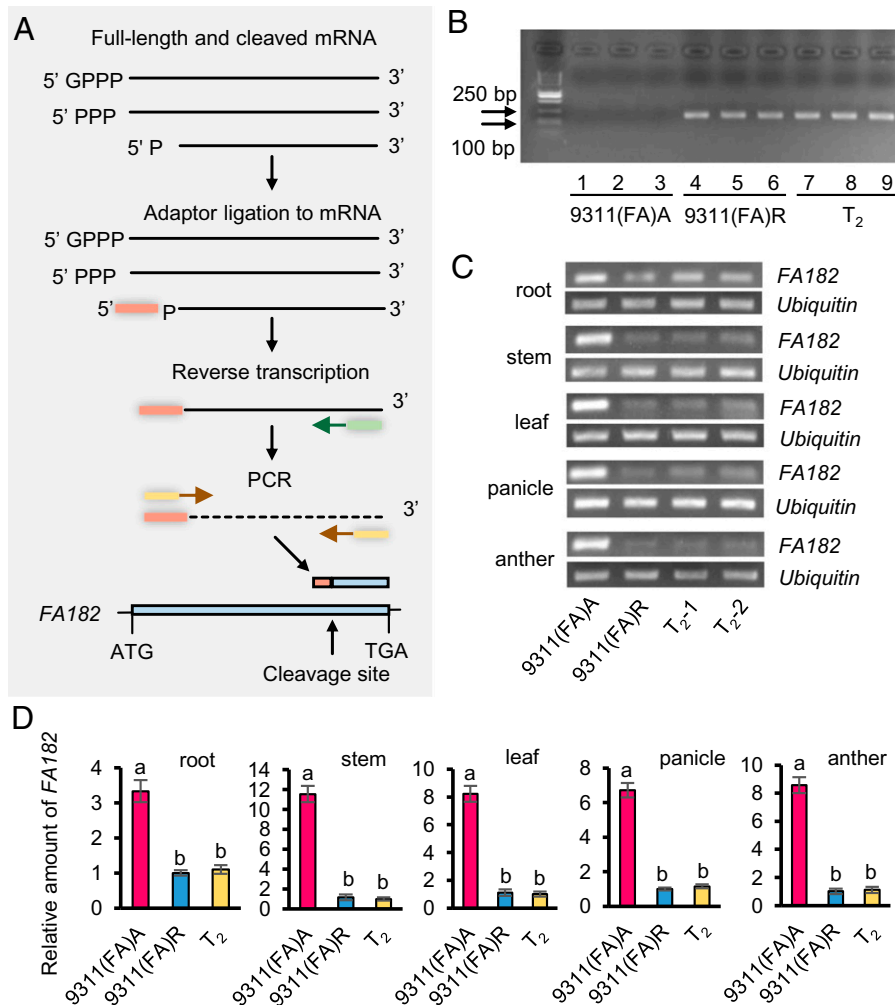 A
Full-length and cleaved mRNA
5' GPPP 3'
5' PPP 3'
5' P 3'
Adaptor ligation to mRNA
5' GPPP 3'
5' PPP 3'
5' P 3'
Reverse transcription
3'
PCR
3'
FA182
ATG TGA
Cleavage site
B
250 bp
100 bp
1 2 3 4 5 6 7 8 9
9311(FA)A 9311(FA)R T2
C
root FA182
Ubiquitin
stem FA182
Ubiquitin
leaf FA182
Ubiquitin
panicle FA182
Ubiquitin
anther FA182
Ubiquitin
9311(FA)A 9311(FA)R T2-1 T2-2
D
Relative amount of FA182
root
4
3
2
1
0
a b b
9311(FA)A 9311(FA)R T2
stem
14
12
10
8
6
4
2
0
a b b
9311(FA)A 9311(FA)R T2
leaf
10
8
6
4
2
0
a b b
9311(FA)A 9311(FA)R T2
panicle
8
6
4
2
0
a b b
9311(FA)A 9311(FA)R T2
anther
10
8
6
4
2
0
a b b
9311(FA)A 9311(FA)R T2